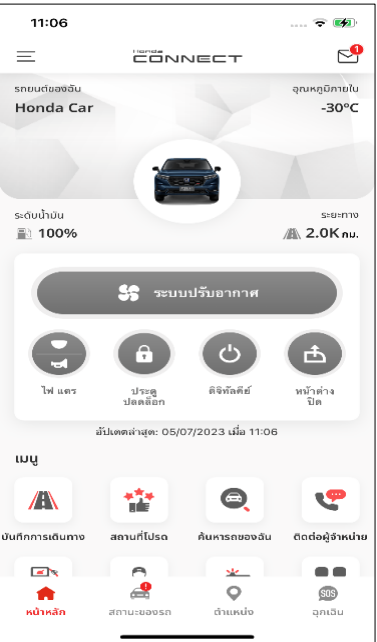 11:06
Honda
CONNECT
1
รถยนต์ของฉัน
อุณหภูมิภายใน
Honda Car
-30°C
ระดับน้ำมัน
ระยะทาง
100%
2.0K กม.
ระบบปรับอากาศ
ไฟ แตร
ประตู
ปลดล็อก
ดิจิทัลคีย์
หน้าต่าง
ปิด
อัปเดตล่าสุด: 05/07/2023 เมื่อ 11:06
เมนู
บันทึกการเดินทาง
สถานที่โปรด
ค้นหารถของฉัน
ติดต่อผู้จำหน่าย
หน้าหลัก
สถานะของรถ
ตำแหน่ง
SOS
ฉุกเฉิน